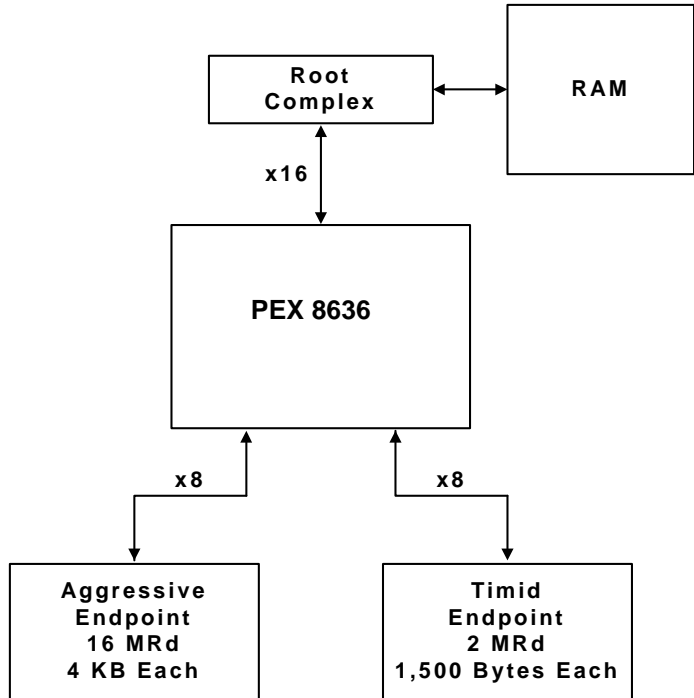 Root
Complex
RAM
x16
PEX 8636
x8
x8
Aggressive
Endpoint
16 MRd
4 KB Each
Timid
Endpoint
2 MRd
1,500 Bytes Each